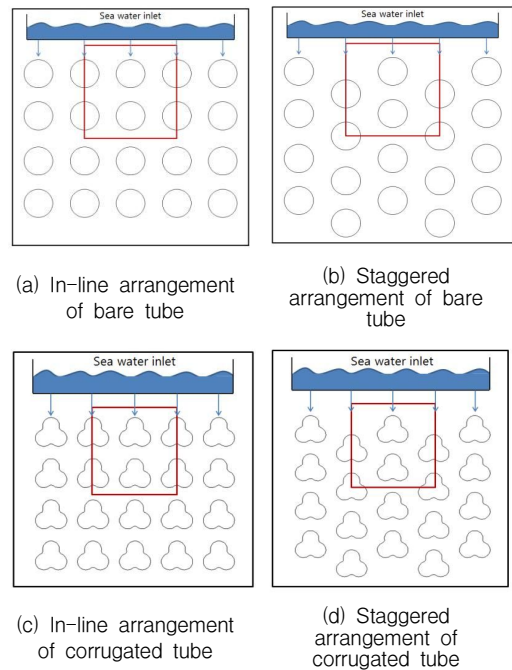 Sea water inlet
Sea water inlet
(a) In-line arrangement
of bare tube
(b) Staggered
arrangement of bare
tube
Sea water inlet
Sea water inlet
(c) In-line arrangement
of corrugated tube
(d) Staggered
arrangement of
corrugated tube